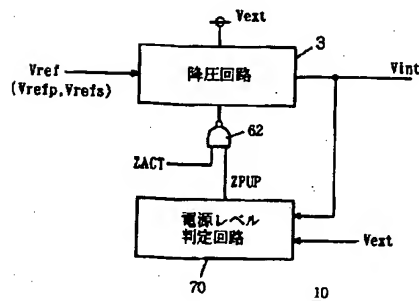 Vext
3
Vref
(Vrefp,Vrefs)
降圧回路
Vint
62
ZACT
ZPUP
電源レベル
判定回路
Vext
70
10